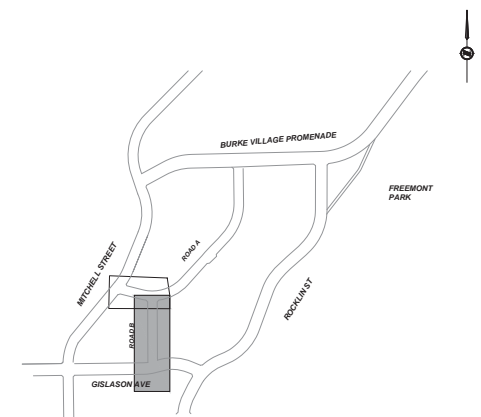 BURKE VILLAGE PROMENADE
FREEMONT
PARK
ROAD A
MITCHELL STREET
ROCKLIN ST
ROAD B
GISLASON AVE